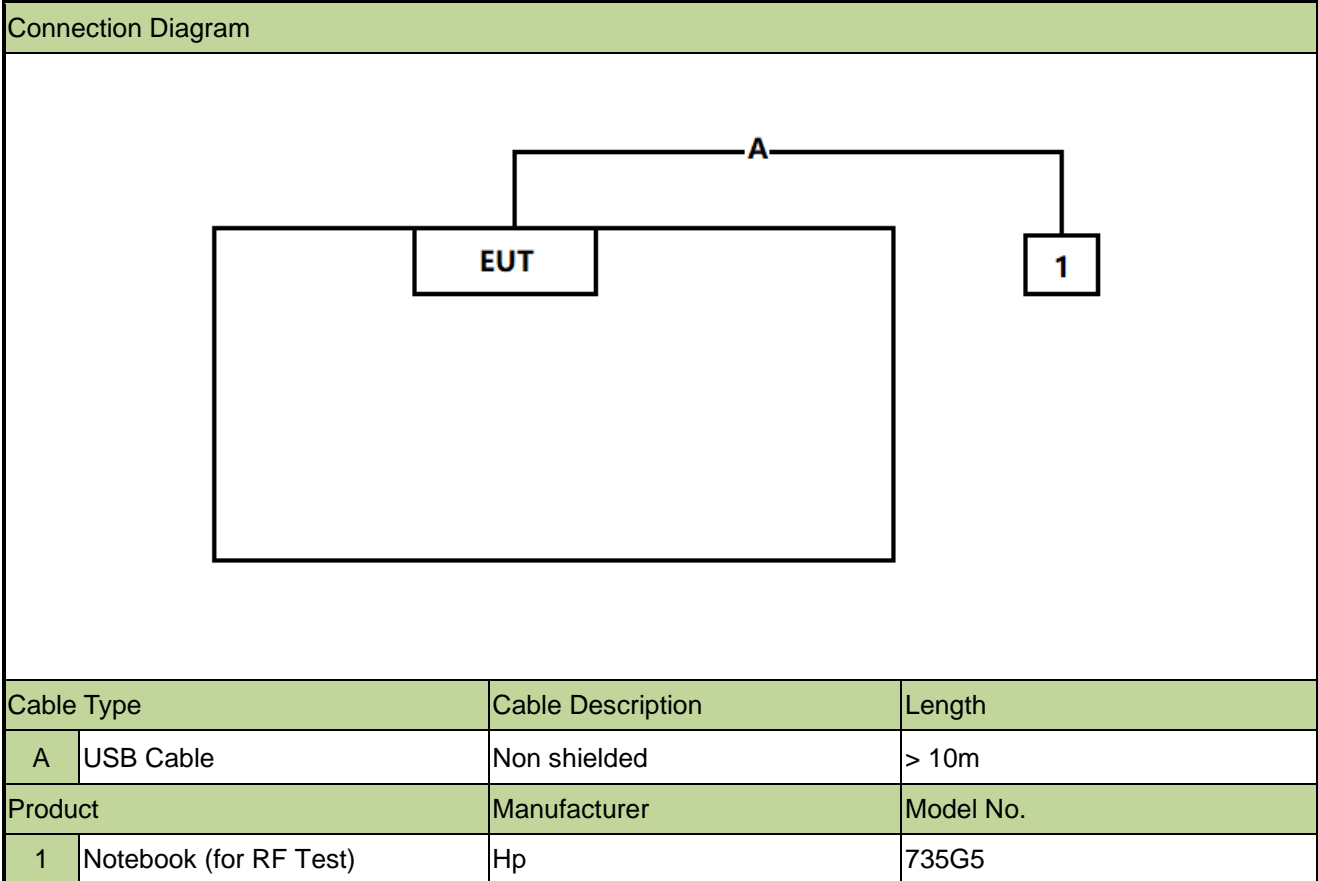 Connection Diagram
A
EUT
1
Cable Type Cable Description Length
A USB Cable Non shielded > 10m
Product Manufacturer Model No.
1 Notebook (for RF Test) Hp 735G5